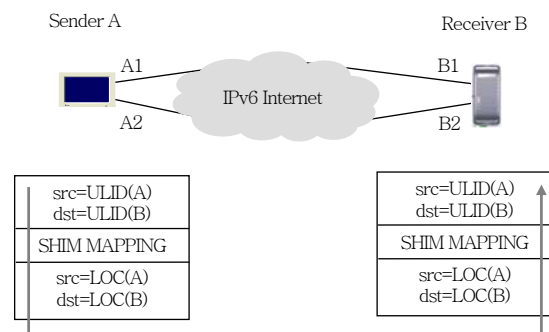 Sender A
Receiver B
A1
B1
IPv6 Internet
A2
B2
src=ULID(A)
dst=ULID(B)
SHIM MAPPING
src=LOC(A)
dst=LOC(B)
src=ULID(A)
dst=ULID(B)
SHIM MAPPING
src=LOC(A)
dst=LOC(B)